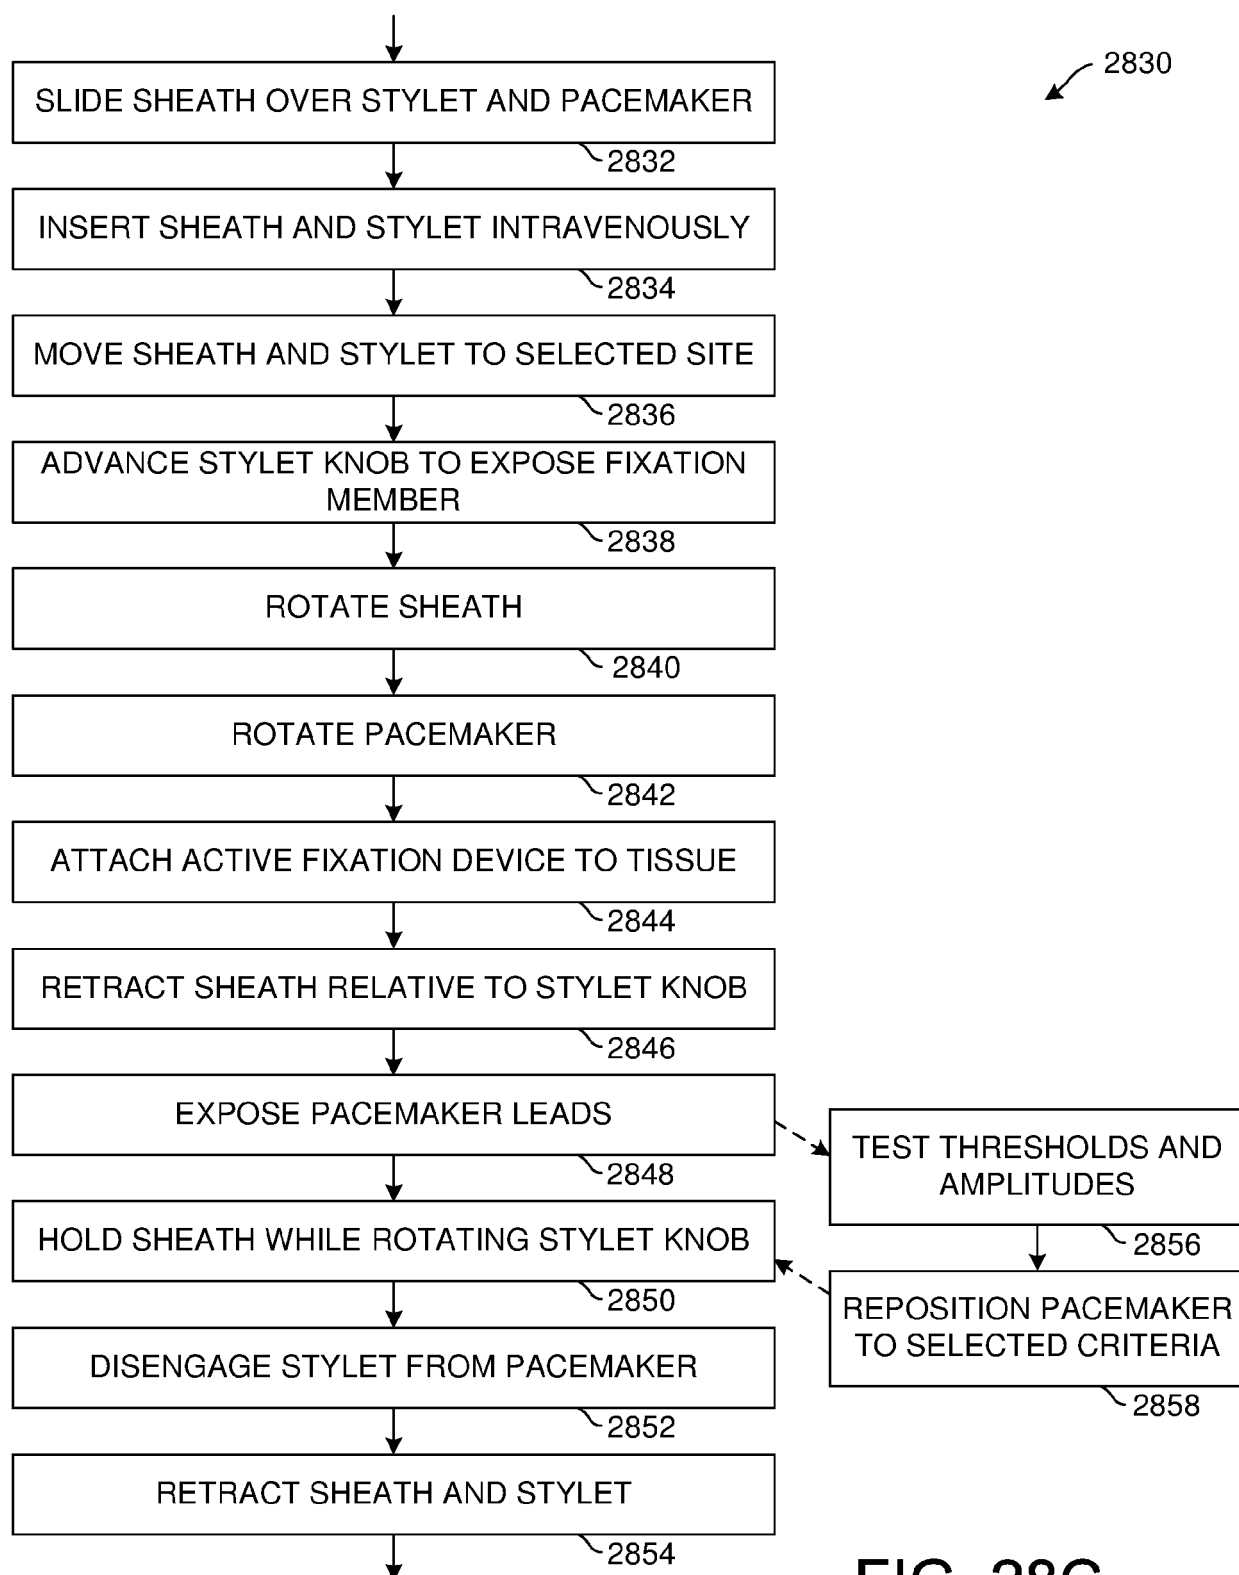 2830
SLIDE SHEATH OVER STYLET AND PACEMAKER
2832
INSERT SHEATH AND STYLET INTRAVENOUSLY
2834
MOVE SHEATH AND STYLET TO SELECTED SITE
2836
ADVANCE STYLET KNOB TO EXPOSE FIXATION
MEMBER
2838
ROTATE SHEATH
2840
ROTATE PACEMAKER
2842
ATTACH ACTIVE FIXATION DEVICE TO TISSUE
2844
RETRACT SHEATH RELATIVE TO STYLET KNOB
2846
EXPOSE PACEMAKER LEADS
2848
TEST THRESHOLDS AND
AMPLITUDES
2856
HOLD SHEATH WHILE ROTATING STYLET KNOB
2850
REPOSITION PACEMAKER
TO SELECTED CRITERIA
2858
DISENGAGE STYLET FROM PACEMAKER
2852
RETRACT SHEATH AND STYLET
2854